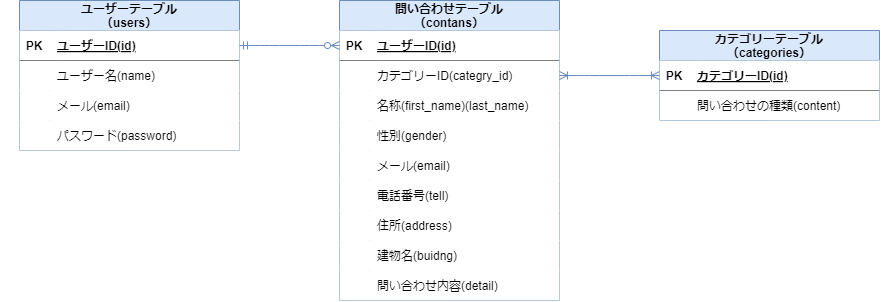 ユーザーテーブル
(users)
PK ユーザーID(id)
ユーザー名(name)
メール(email)
パスワード(password)
問い合わせテーブル
(contans)
PK ユーザーID(id)
カテゴリーID(categry_id)
名称(first_name)(last_name)
性別(gender)
メール(email)
電話番号(tell)
住所(address)
建物名(buidng)
問い合わせ内容(detail)
カテゴリーテーブル
(categories)
PK カテゴリーID(id)
問い合わせの種類(content)